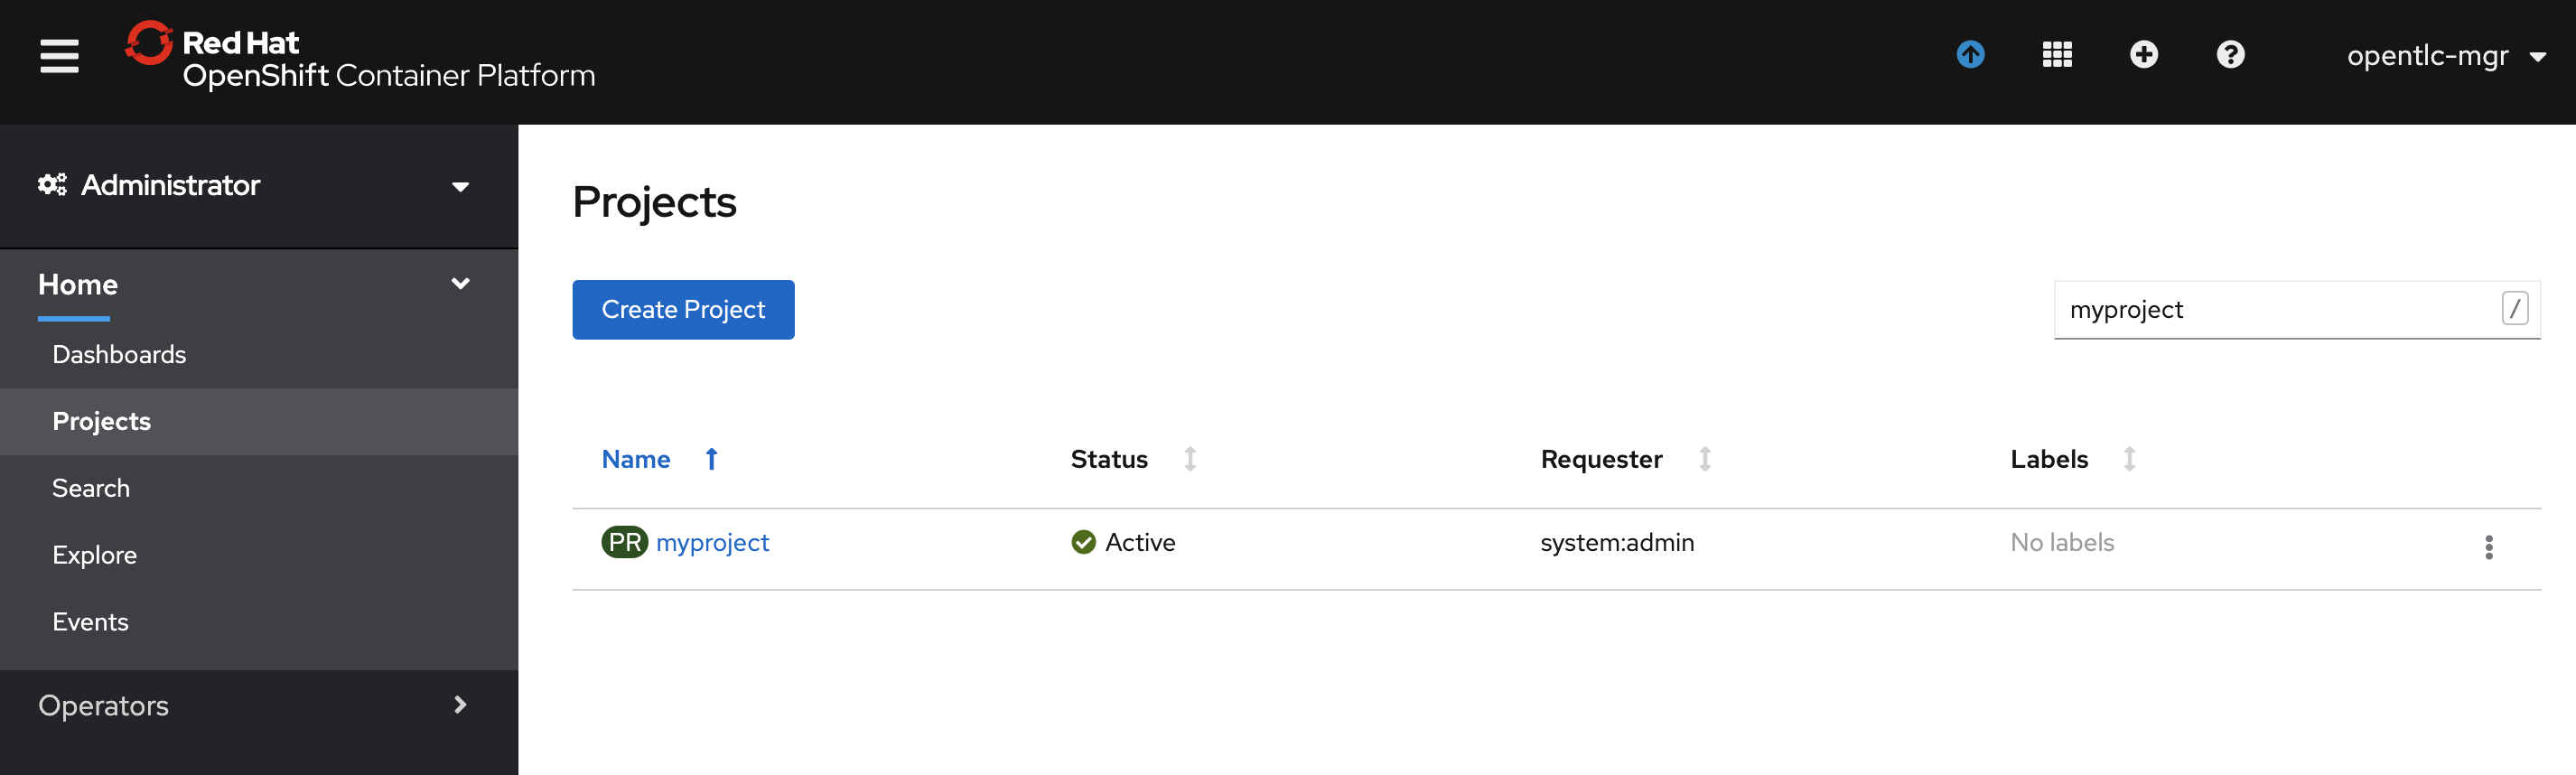 Red Hat
OpenShift Container Platform
opentlc-mgr
Administrator
Home
Dashboards
Projects
Search
Explore
Events
Operators
Projects
Create Project
myproject /
Name Status Requester Labels
PR myproject Active system:admin No labels